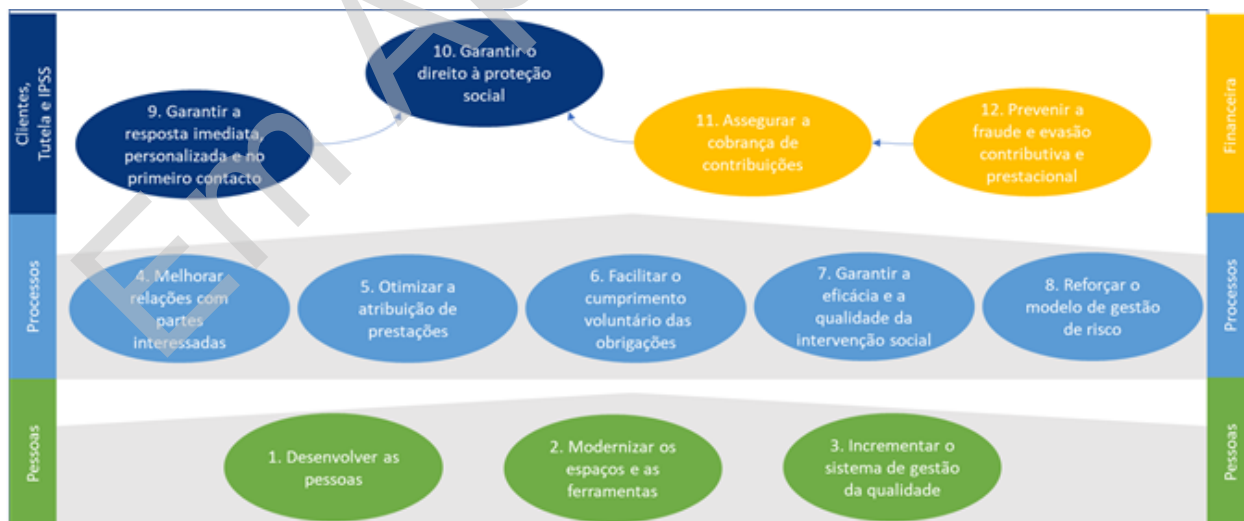 Clientes,
Tutela e IPSS
10. Garantir o
direito à proteção
social
9. Garantir a
resposta imediata,
personalizada e no
primeiro contacto
11. Assegurar a
cobrança de
contribuições
12. Prevenir a
fraude e evasão
contributiva e
prestacional
Financeira
Processos
4. Melhorar
relações com
partes
interessadas
5. Otimizar a
atribuição de
prestações
6. Facilitar o
cumprimento
voluntário das
obrigações
7. Garantir a
eficácia e a
qualidade da
intervenção social
8. Reforçar o
modelo de gestão
de risco
Processos
Pessoas
1. Desenvolver as
pessoas
2. Modernizar os
espaços e as
ferramentas
3. Incrementar o
sistema de gestão
da qualidade
Pessoas
Em